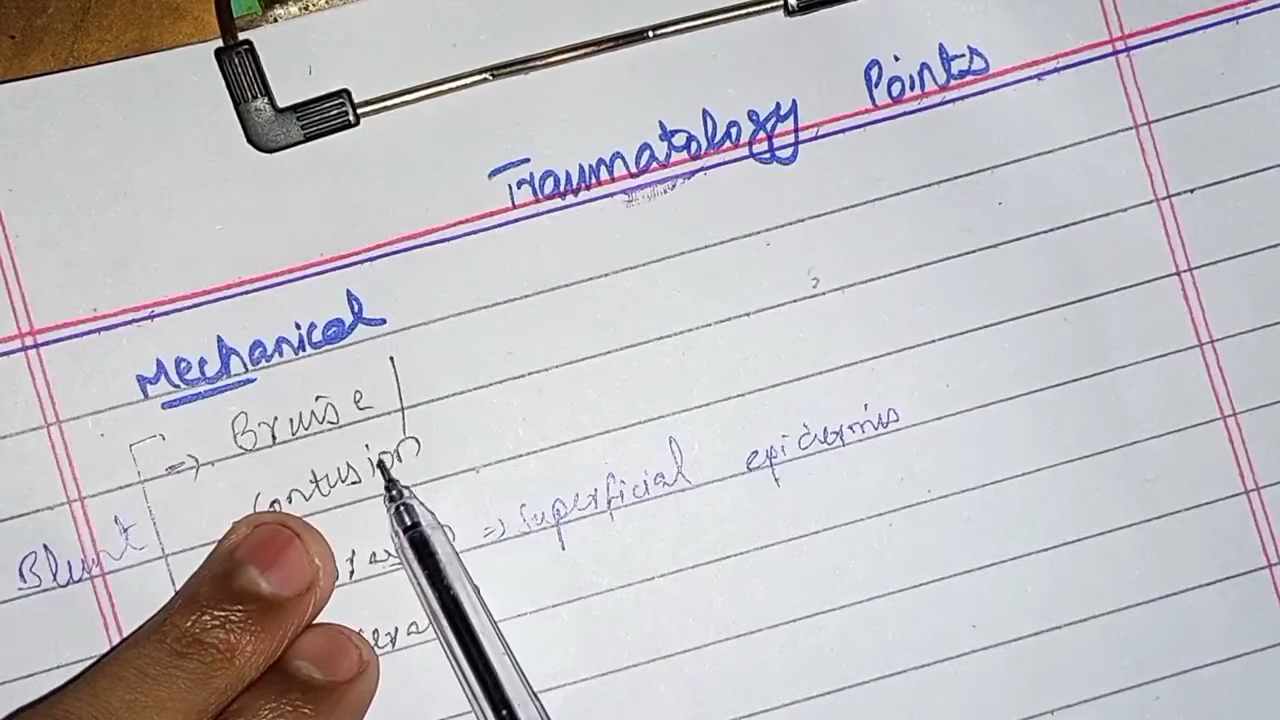 Traumatology Points
Mechanical
=> Bruise
contusion
=> superficial epidermis
Blunt